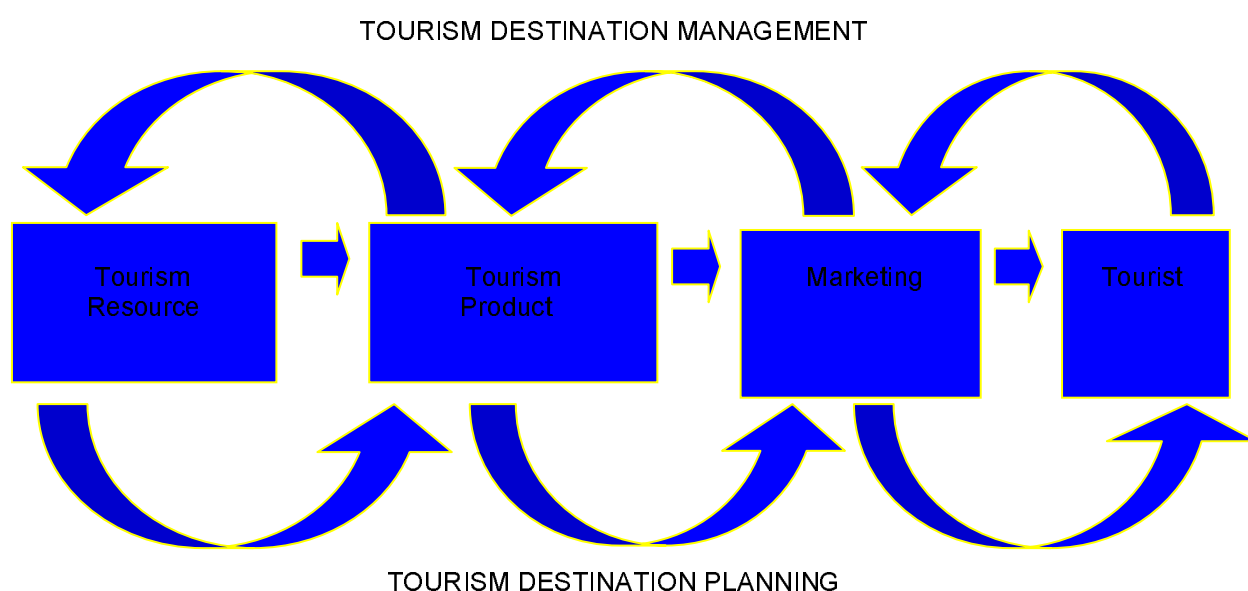 TOURISM DESTINATION MANAGEMENT
Tourism
Resource
Tourism
Product
Marketing
Tourist
TOURISM DESTINATION PLANNING